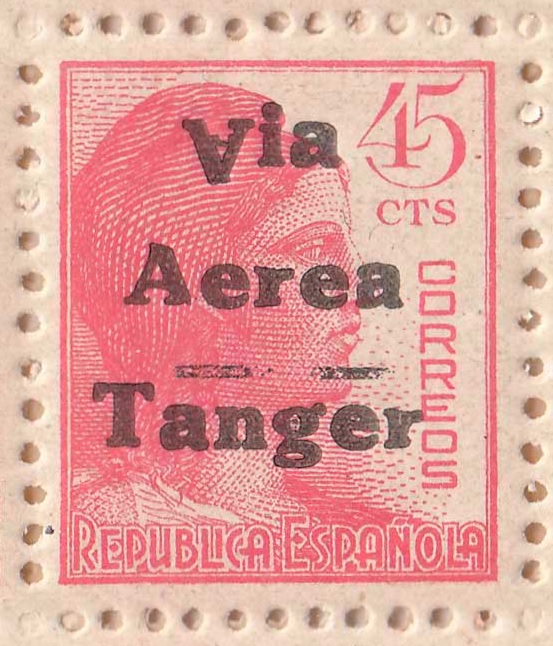 Via
45
CTS
Aerea
CORREOS
Tanger
REPUBLICA ESPAÑOLA